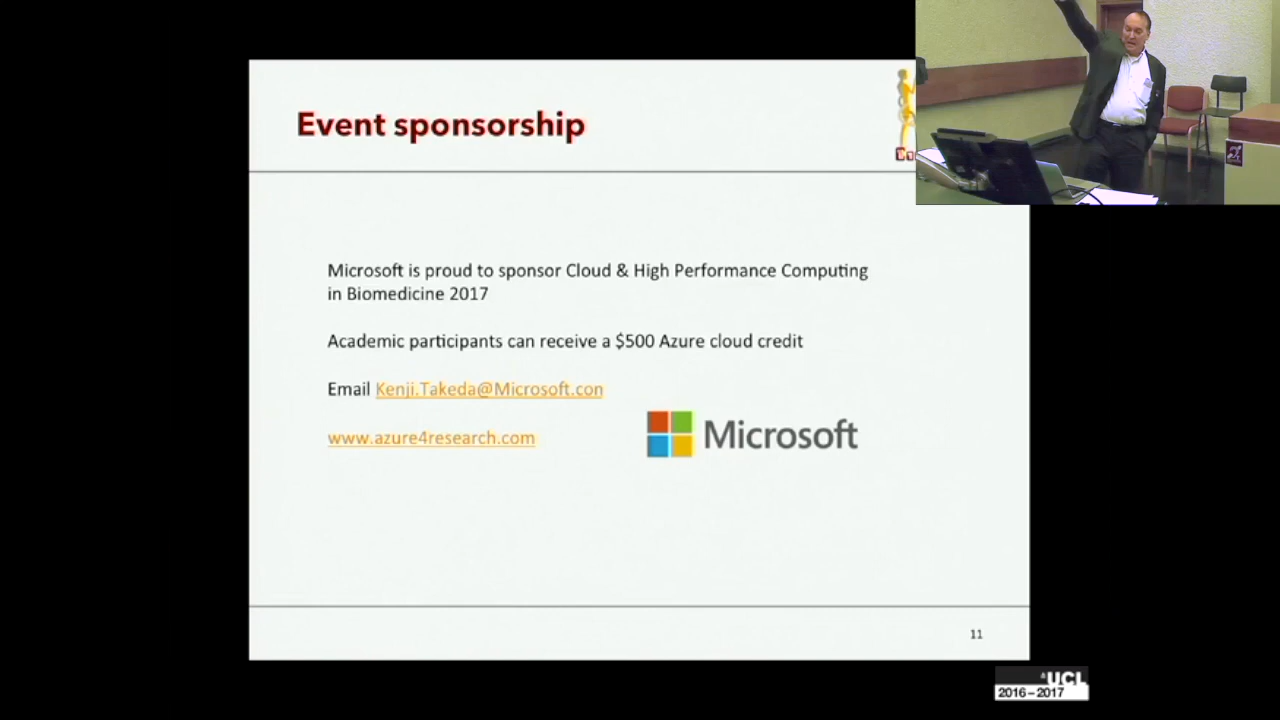 Event sponsorship
Microsoft is proud to sponsor Cloud & High Performance Computing
in Biomedicine 2017
Academic participants can receive a $500 Azure cloud credit
Email Kenji.Takeda@Microsoft.con
www.azure4research.com
Microsoft
11
UCL
2016–2017